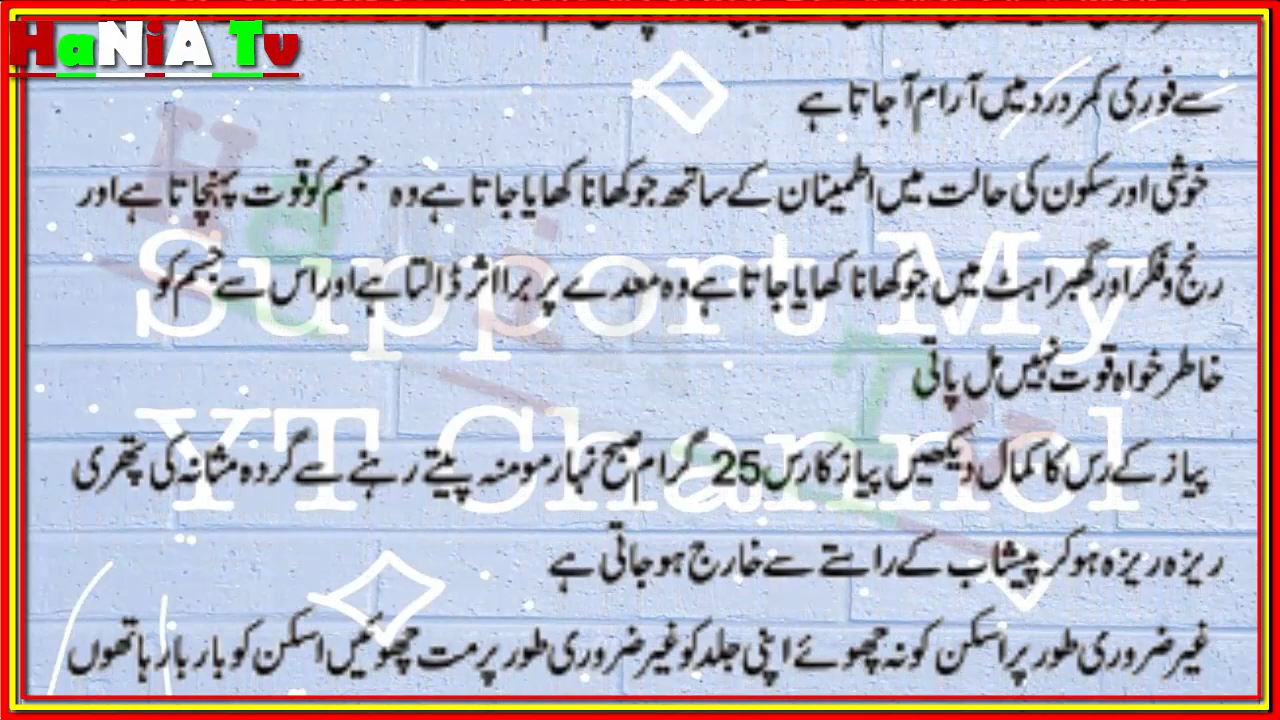 HaNiA Tv
سے فوری کمر درد میں آرام آ جاتا ہے
خوشی اور سکون کی حالت میں اطمینان کے ساتھ جو کھانا کھایا جاتا ہے وہ جسم کو قوت پہنچاتا ہے اور
رنج و فکر اور گھبراہٹ میں جو کھانا کھایا جاتا ہے وہ معدے پر برا اثر ڈالتا ہے اور اس سے جسم کو
خاطر خواہ قوت نہیں مل پاتی
پیاز کے رس کا کمال دیکھیں پیاز کا رس 25 گرام صبح نہار مومنہ پیتے رہنے سے گردہ مثانہ کی پتھری
ریزہ ریزہ ہو کر پیشاب کے راستے سے خارج ہو جاتی ہے
غیر ضروری طور پر اسکن کو نہ چھوئے اپنی جلد کو غیر ضروری طور پر مت چھوئیں اسکن کو بار بار ہاتھوں
Support My
YT Channel